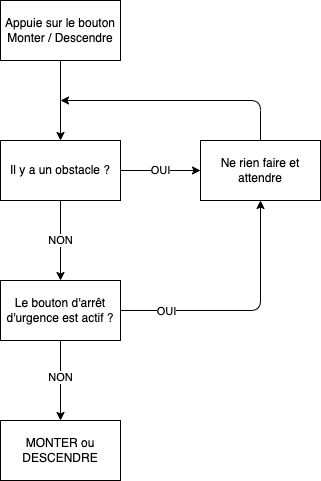 Appuie sur le bouton
Monter / Descendre
Il y a un obstacle ?
OUI
Ne rien faire et
attendre
NON
Le bouton d'arrêt
d'urgence est actif ?
OUI
NON
MONTER ou
DESCENDRE